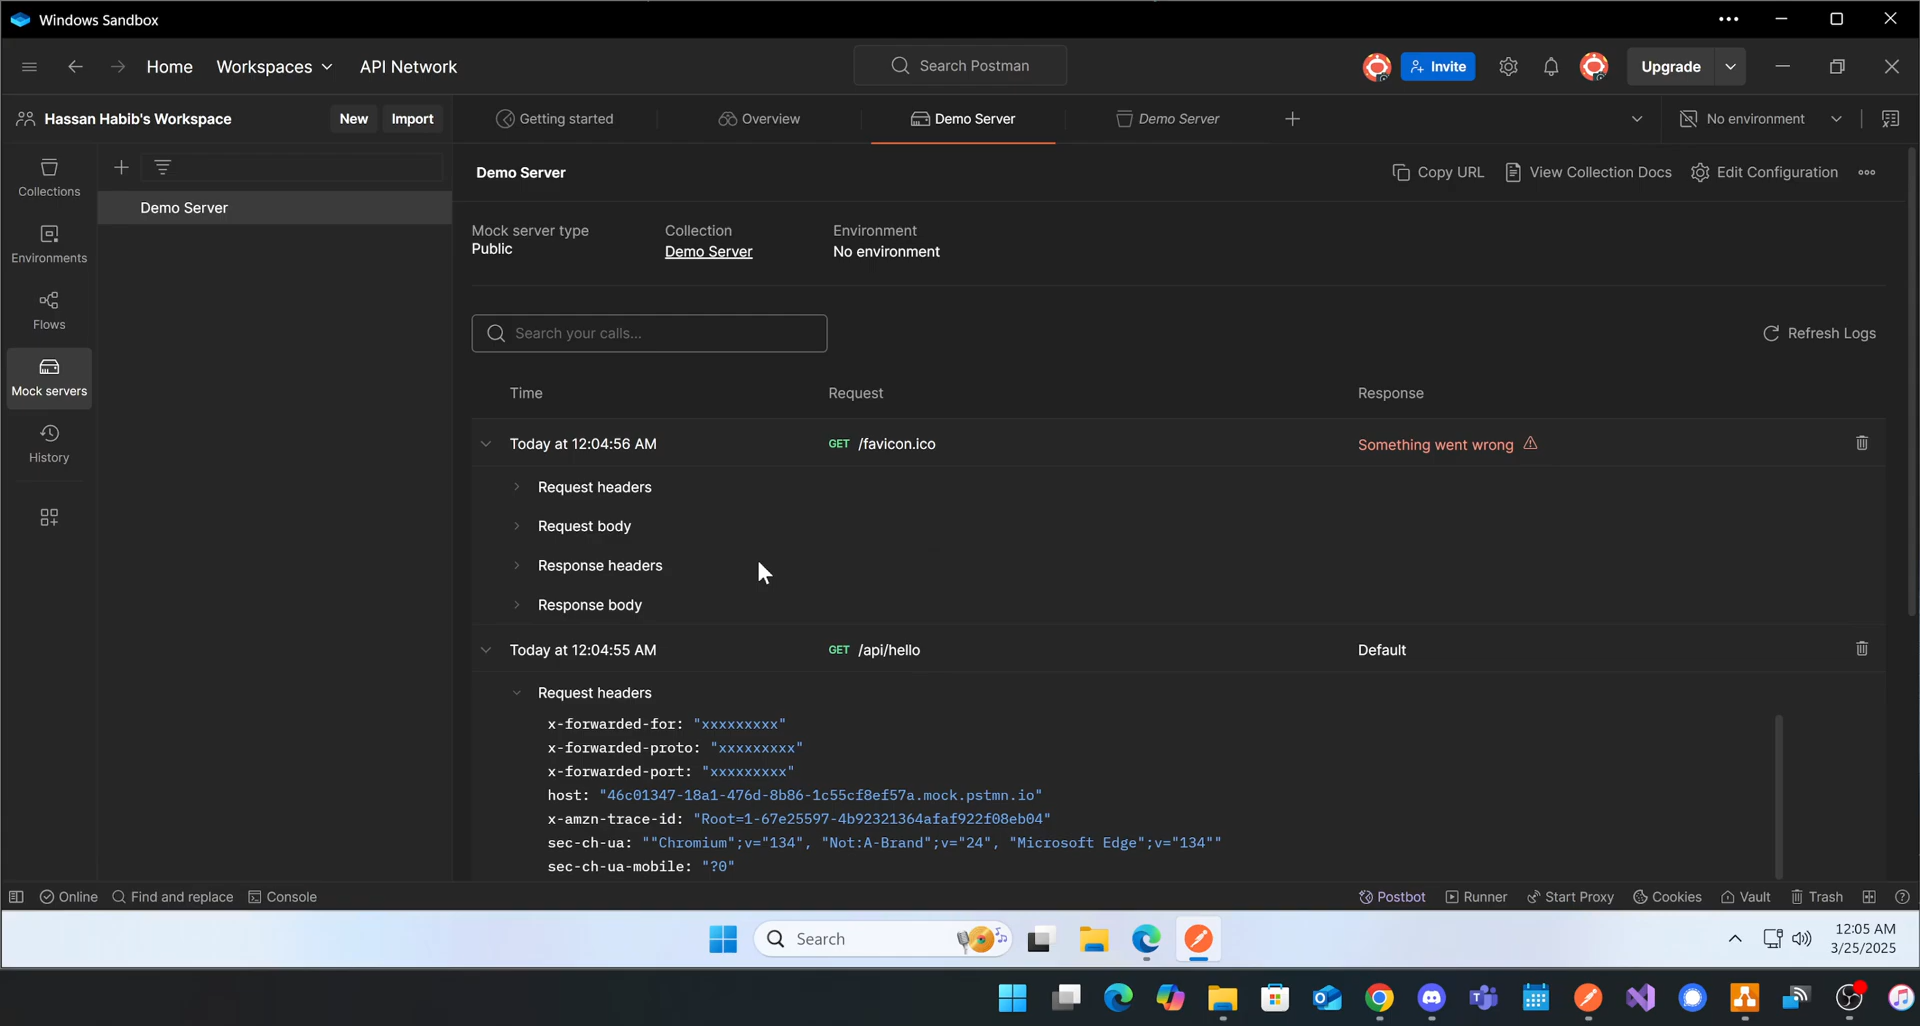 Windows Sandbox
Home
Workspaces
API Network
Search Postman
Invite
Upgrade
Hassan Habib's Workspace
New
Import
Getting started
Overview
Demo Server
Demo Server
No environment
Collections
Environments
Flows
Mock servers
History
Demo Server
Demo Server
Copy URL
View Collection Docs
Edit Configuration
Mock server type
Public
Collection
Demo Server
Environment
No environment
Search your calls...
Refresh Logs
Time
Request
Response
Today at 12:04:56 AM
GET /favicon.ico
Something went wrong
Request headers
Request body
Response headers
Response body
Today at 12:04:55 AM
GET /api/hello
Default
Request headers
x-forwarded-for: "xxxxxxxxx"
x-forwarded-proto: "xxxxxxxxx"
x-forwarded-port: "xxxxxxxxx"
host: "46c01347-18a1-476d-8b86-1c55cf8ef57a.mock.pstmn.io"
x-amzn-trace-id: "Root=1-67e25597-4b92321364afaf922f08eb04"
sec-ch-ua: ""Chromium";v="134", "Not:A-Brand";v="24", "Microsoft Edge";v="134""
sec-ch-ua-mobile: "?0"
Online
Find and replace
Console
Postbot
Runner
Start Proxy
Cookies
Vault
Trash
Search
12:05 AM
3/25/2025